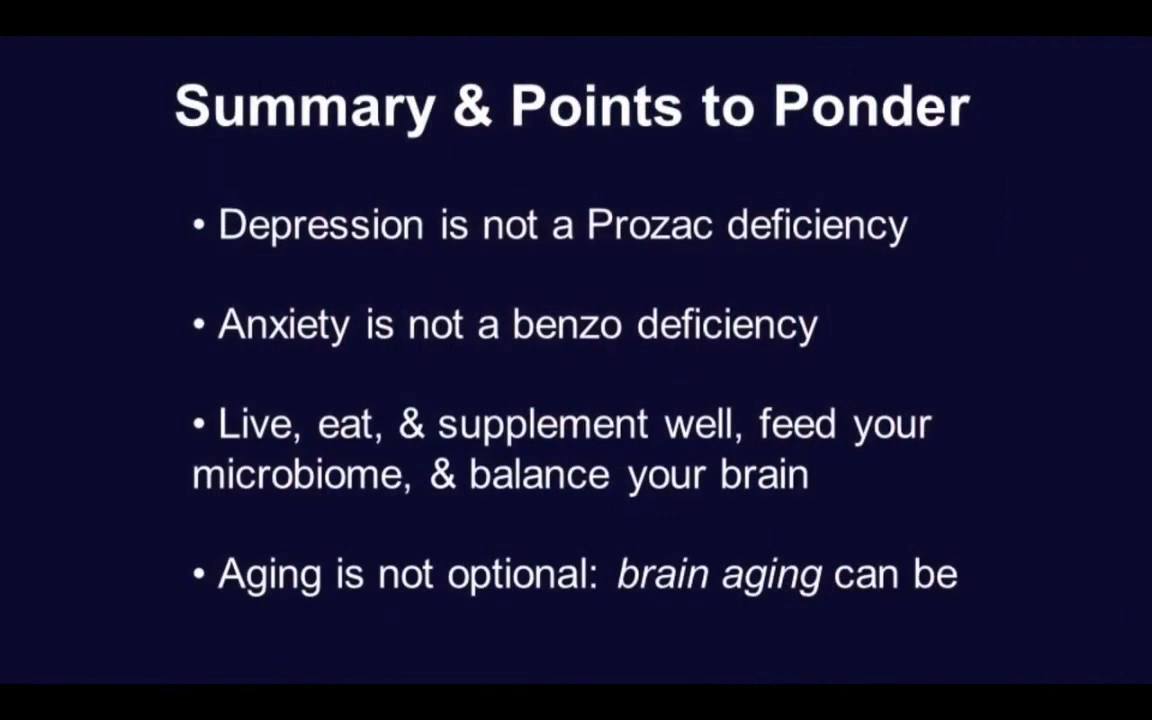 Summary & Points to Ponder
• Depression is not a Prozac deficiency
• Anxiety is not a benzo deficiency
• Live, eat, & supplement well, feed your
microbiome, & balance your brain
• Aging is not optional: brain aging can be